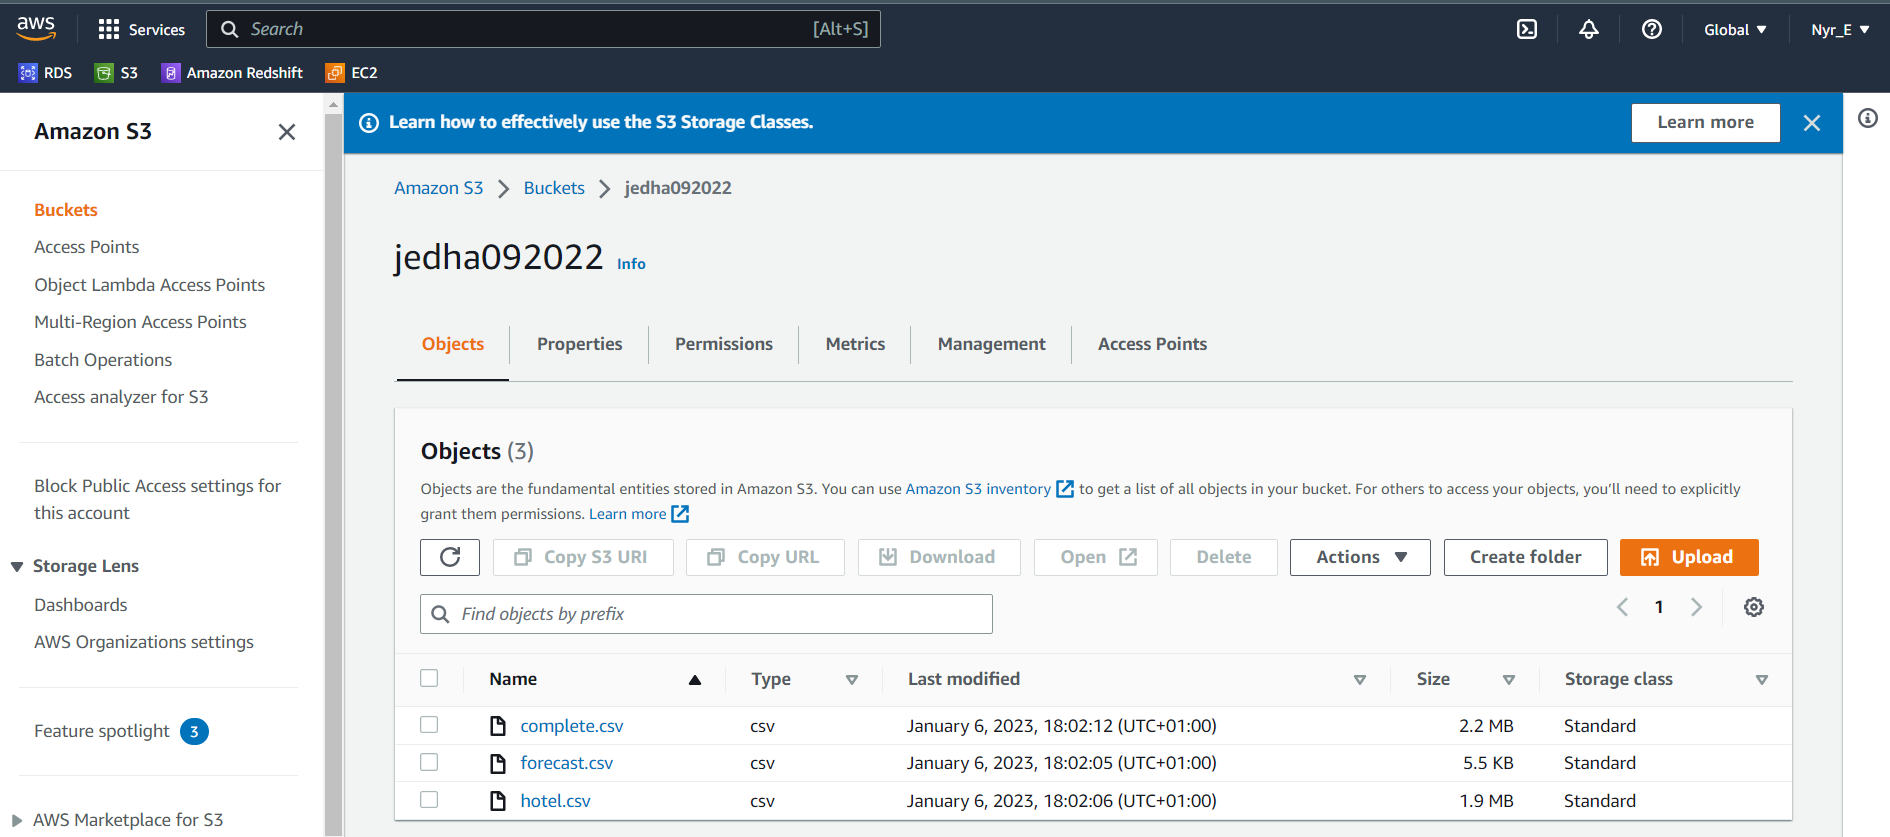 aws
Services
Search [Alt+S]
Global
Nyr_E
RDS
S3
Amazon Redshift
EC2
Amazon S3
Buckets
Access Points
Object Lambda Access Points
Multi-Region Access Points
Batch Operations
Access analyzer for S3
Block Public Access settings for
this account
Storage Lens
Dashboards
AWS Organizations settings
Feature spotlight 3
AWS Marketplace for S3
Learn how to effectively use the S3 Storage Classes.
Learn more
Amazon S3 > Buckets > jedha092022
jedha092022 Info
Objects Properties Permissions Metrics Management Access Points
Objects (3)
Objects are the fundamental entities stored in Amazon S3. You can use Amazon S3 inventory to get a list of all objects in your bucket. For others to access your objects, you'll need to explicitly
grant them permissions. Learn more
Copy S3 URI Copy URL Download Open Delete Actions Create folder Upload
Find objects by prefix
1
Name Type Last modified Size Storage class
complete.csv csv January 6, 2023, 18:02:12 (UTC+01:00) 2.2 MB Standard
forecast.csv csv January 6, 2023, 18:02:05 (UTC+01:00) 5.5 KB Standard
hotel.csv csv January 6, 2023, 18:02:06 (UTC+01:00) 1.9 MB Standard